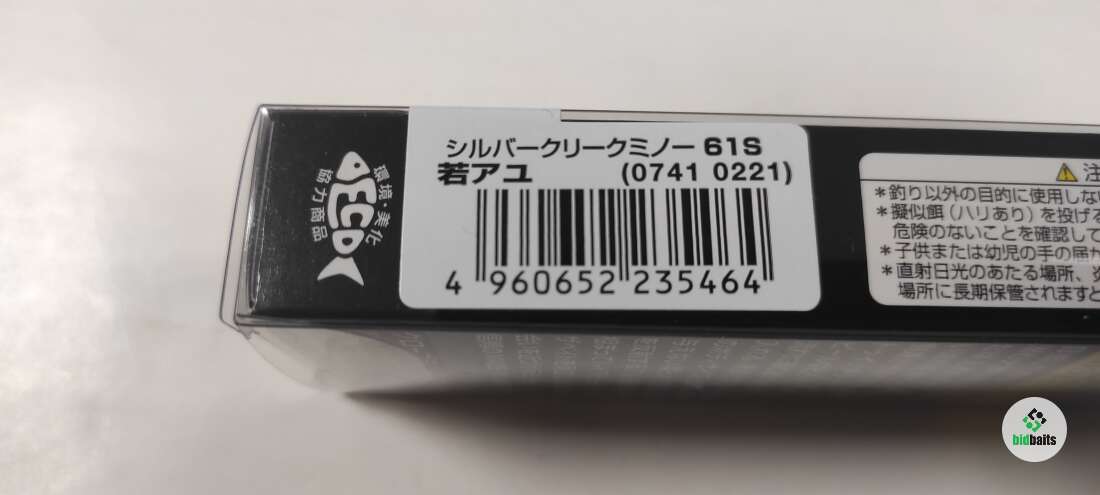 シルバークリークミノー 61S
若アユ (0741 0221)
4 960652 235464
環境・美化
ECO
協力商品
⚠注
*釣り以外の目的に使用しな
*擬似餌(ハリあり)を投げる
危険のないことを確認して
*子供または幼児の手の届か
*直射日光のあたる場所、炎
場所に長期保管されますと
bidbaits